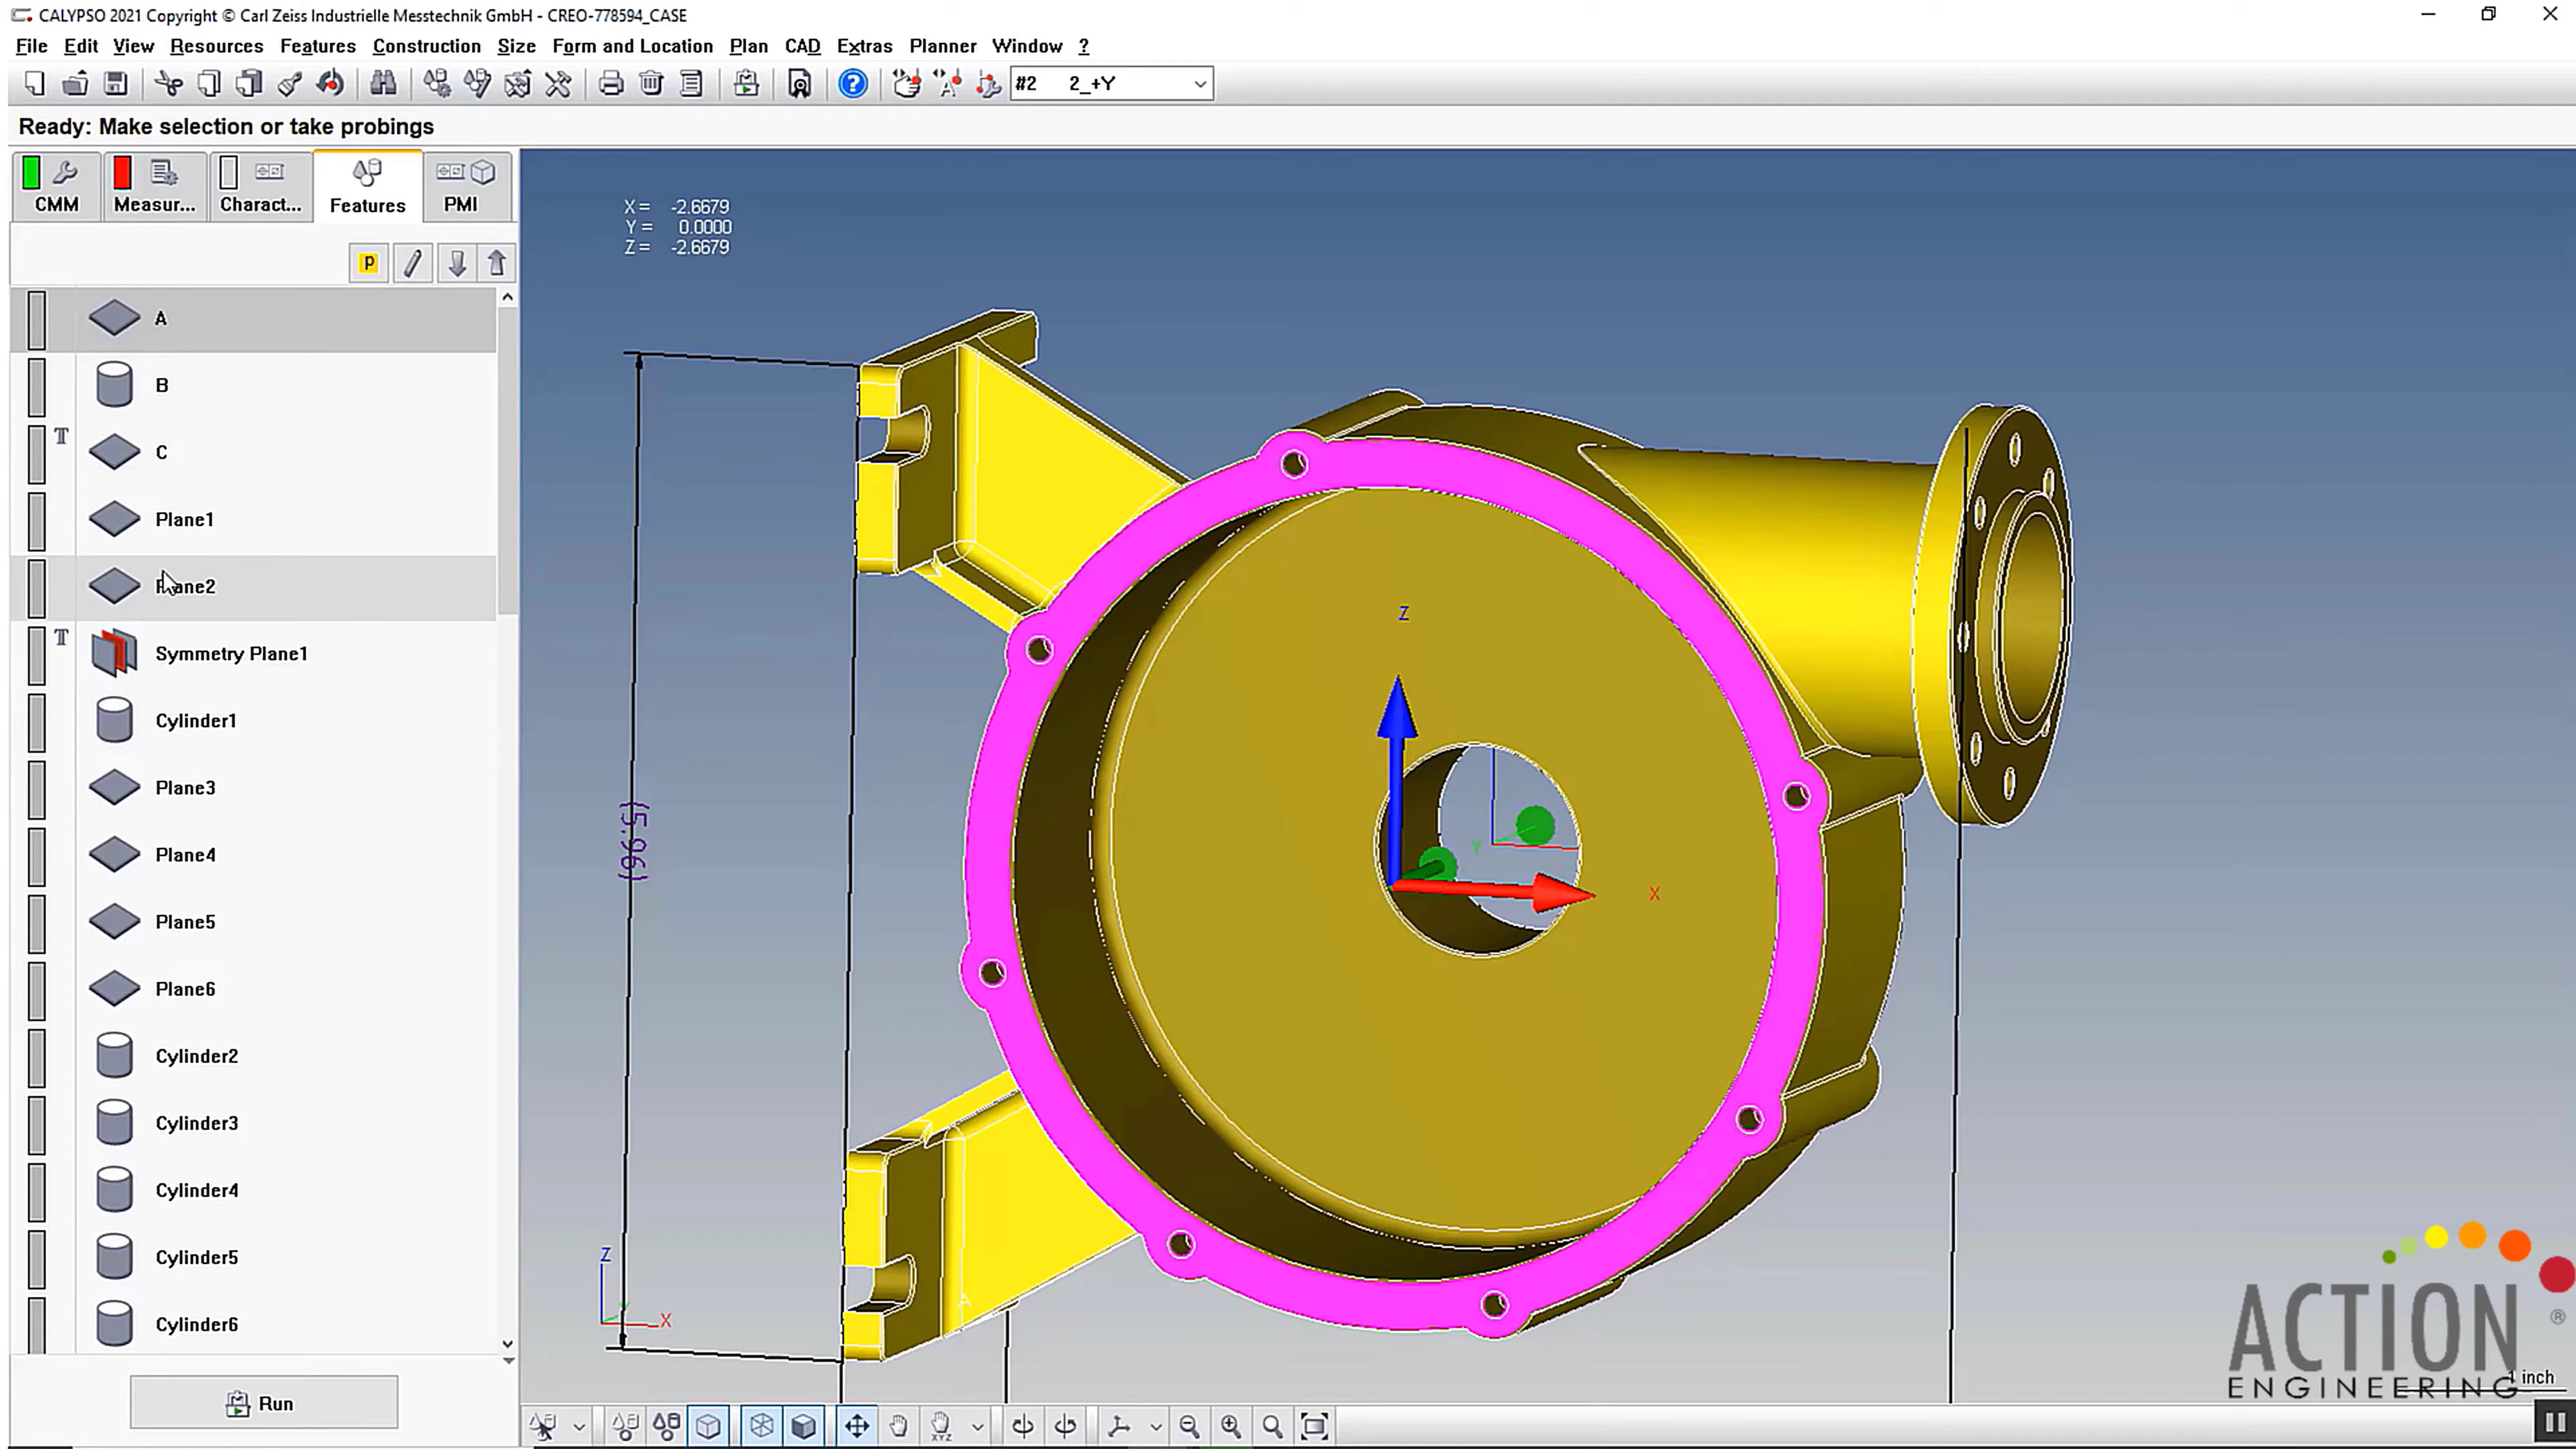 CALYPSO 2021 Copyright © Carl Zeiss Industrielle Messtechnik GmbH - CREO-778594_CASE
File Edit View Resources Features Construction Size Form and Location Plan CAD Extras Planner Window ?
#2 2_+Y
Ready: Make selection or take probings
CMM Measur... Charact... Features PMI
p
X = -2.6679
Y = 0.0000
Z = -2.6679
A
B
T C
Plane1
Plane2
T Symmetry Plane1
Cylinder1
Plane3
Plane4
Plane5
Plane6
Cylinder2
Cylinder3
Cylinder4
Cylinder5
Cylinder6
Run
(5.96)
Z
Y
X
A
Z
X
ACTION ®
ENGINEERING
1 inch
XYZ